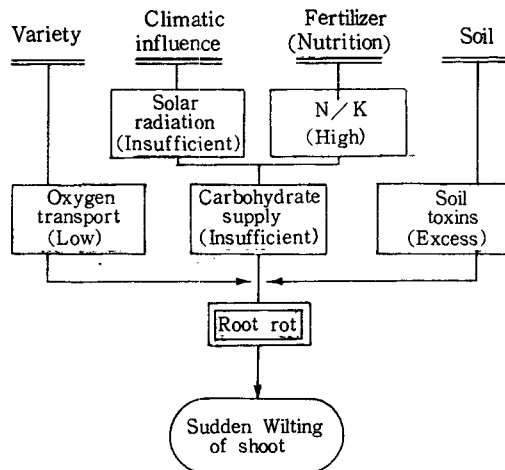 Variety
Climatic
influence
Fertilizer
(Nutrition)
Soil
Solar
radiation
(Insufficient)
N／K
(High)
Oxygen
transport
(Low)
Carbohydrate
supply
(Insufficient)
Soil
toxins
(Excess)
Root rot
Sudden Wilting
of shoot